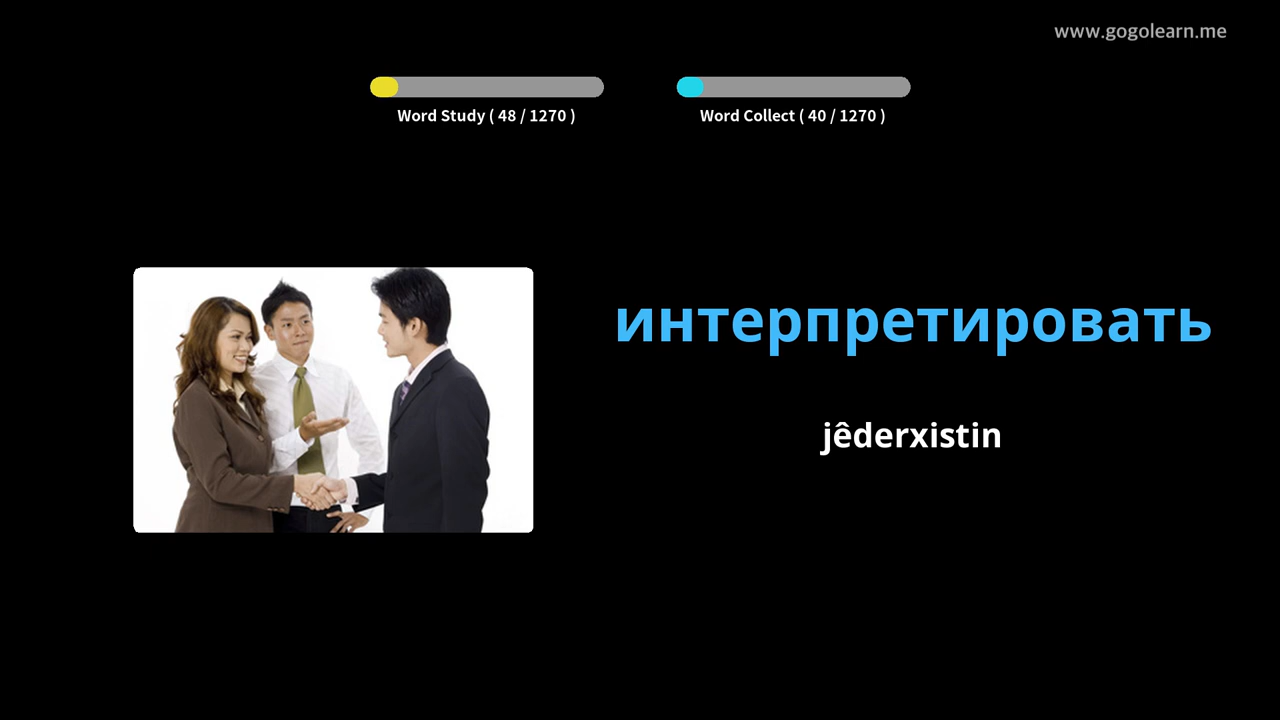 www.gogolearn.me
Word Study ( 48 / 1270 )
Word Collect ( 40 / 1270 )
интерпретировать
jêderxistin